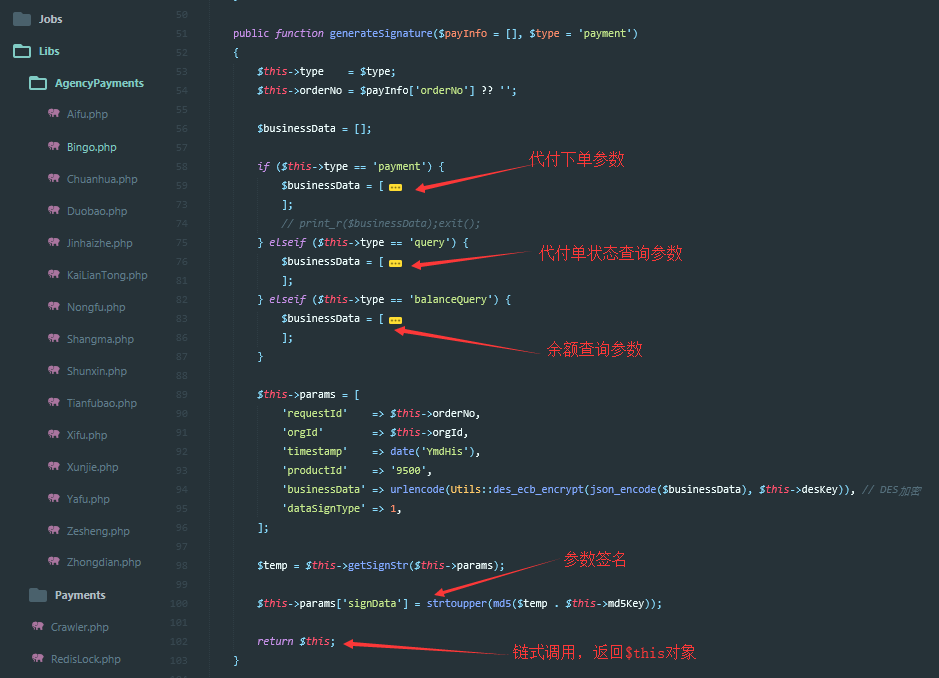 Jobs
Libs
AgencyPayments
Aifu.php
Bingo.php
Chuanhua.php
Duobao.php
Jinhaizhe.php
KaiLianTong.php
Nongfu.php
Shangma.php
Shunxin.php
Tianfubao.php
Xifu.php
Xunjie.php
Yafu.php
Zesheng.php
Zhongdian.php
Payments
Crawler.php
RedisLock.php
50
51 public function generateSignature($payInfo = [], $type = 'payment')
52 {
53 $this->type = $type;
54 $this->orderNo = $payInfo['orderNo'] ?? '';
55
56 $businessData = [];
57
58 if ($this->type == 'payment') { 代付下单参数
59 $businessData = [ ...
73 ];
74 // print_r($businessData);exit();
75 } elseif ($this->type == 'query') { 代付单状态查询参数
76 $businessData = [ ...
81 ];
82 } elseif ($this->type == 'balanceQuery') {
83 $businessData = [ ...
86 ]; 余额查询参数
87 }
88
89 $this->params = [
90 'requestId' => $this->orderNo,
91 'orgId' => $this->orgId,
92 'timestamp' => date('YmdHis'),
93 'productId' => '9500',
94 'businessData' => urlencode(Utils::des_ecb_encrypt(json_encode($businessData), $this->desKey)), // DES加密
95 'dataSignType' => 1,
96 ];
97
98 $temp = $this->getSignStr($this->params); 参数签名
99
100 $this->params['signData'] = strtoupper(md5($temp . $this->md5Key));
101
102 return $this; 链式调用，返回$this对象
103 }